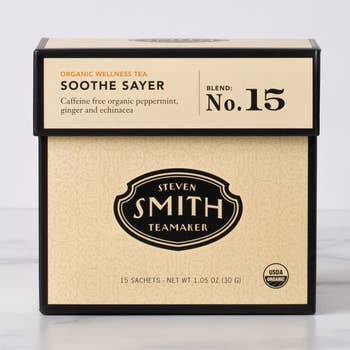 ORGANIC WELLNESS TEA
SOOTHE SAYER
Caffeine free organic peppermint,
ginger and echinacea
BLEND:
No.15
STEVEN
SMITH
TEAMAKER
USDA
ORGANIC
15 SACHETS - NET WT 1.05 OZ (30 G)